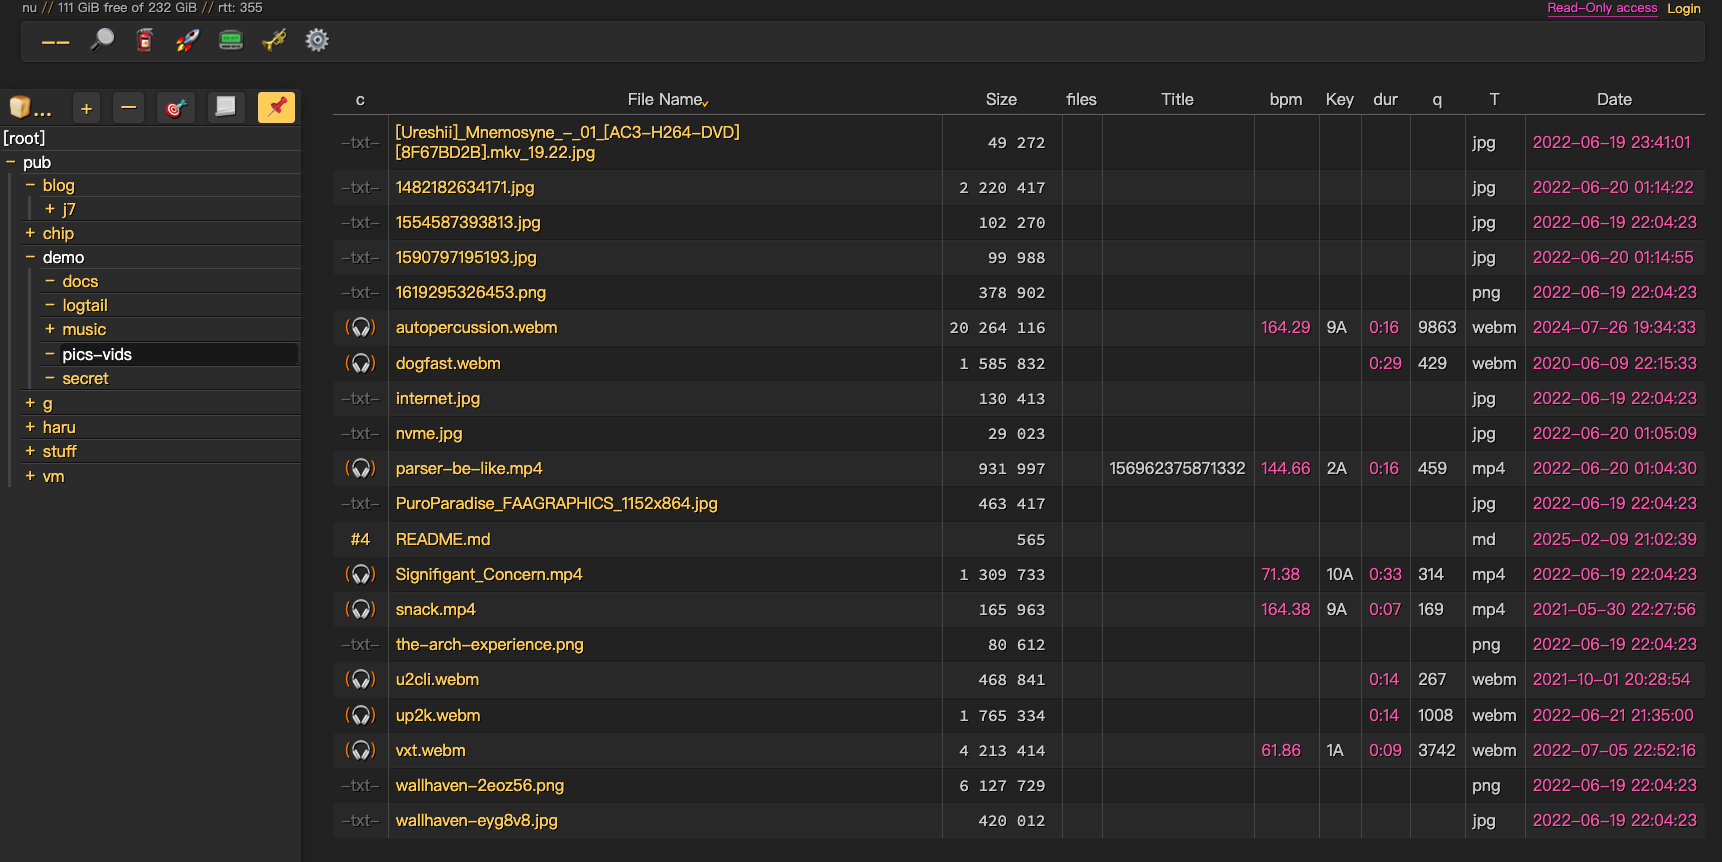 nu // 111 GiB free of 232 GiB // rtt: 355
Read-Only access Login
...
+
[root]
– pub
– blog
+ j7
+ chip
– demo
– docs
– logtail
+ music
– pics-vids
– secret
+ g
+ haru
+ stuff
+ vm
c File Name Size files Title bpm Key dur q T Date
-txt- [Ureshii]_Mnemosyne_-_01_[AC3-H264-DVD]
[8F67BD2B].mkv_19.22.jpg 49 272 jpg 2022-06-19 23:41:01
-txt- 1482182634171.jpg 2 220 417 jpg 2022-06-20 01:14:22
-txt- 1554587393813.jpg 102 270 jpg 2022-06-19 22:04:23
-txt- 1590797195193.jpg 99 988 jpg 2022-06-20 01:14:55
-txt- 1619295326453.png 378 902 png 2022-06-19 22:04:23
(🎧) autopercussion.webm 20 264 116 164.29 9A 0:16 9863 webm 2024-07-26 19:34:33
(🎧) dogfast.webm 1 585 832 0:29 429 webm 2020-06-09 22:15:33
-txt- internet.jpg 130 413 jpg 2022-06-19 22:04:23
-txt- nvme.jpg 29 023 jpg 2022-06-20 01:05:09
(🎧) parser-be-like.mp4 931 997 156962375871332 144.66 2A 0:16 459 mp4 2022-06-20 01:04:30
-txt- PuroParadise_FAAGRAPHICS_1152x864.jpg 463 417 jpg 2022-06-19 22:04:23
#4 README.md 565 md 2025-02-09 21:02:39
(🎧) Signifigant_Concern.mp4 1 309 733 71.38 10A 0:33 314 mp4 2022-06-19 22:04:23
(🎧) snack.mp4 165 963 164.38 9A 0:07 169 mp4 2021-05-30 22:27:56
-txt- the-arch-experience.png 80 612 png 2022-06-19 22:04:23
(🎧) u2cli.webm 468 841 0:14 267 webm 2021-10-01 20:28:54
(🎧) up2k.webm 1 765 334 0:14 1008 webm 2022-06-21 21:35:00
(🎧) vxt.webm 4 213 414 61.86 1A 0:09 3742 webm 2022-07-05 22:52:16
-txt- wallhaven-2eoz56.png 6 127 729 png 2022-06-19 22:04:23
-txt- wallhaven-eyg8v8.jpg 420 012 jpg 2022-06-19 22:04:23